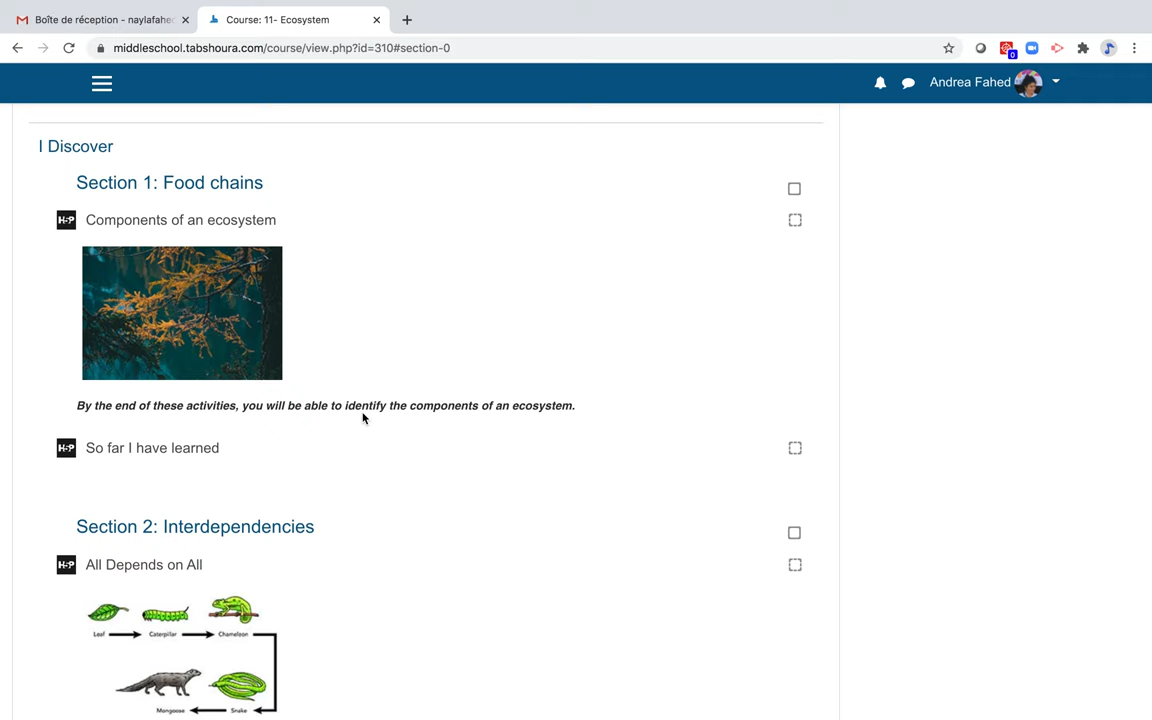 Boîte de réception - naylafahed
Course: 11- Ecosystem
middleschool.tabshoura.com/course/view.php?id=310#section-0
0
Andrea Fahed
I Discover
Section 1: Food chains
H-P Components of an ecosystem
By the end of these activities, you will be able to identify the components of an ecosystem.
H-P So far I have learned
Section 2: Interdependencies
H-P All Depends on All
Leaf Caterpillar Chameleon
Mongoose Snake